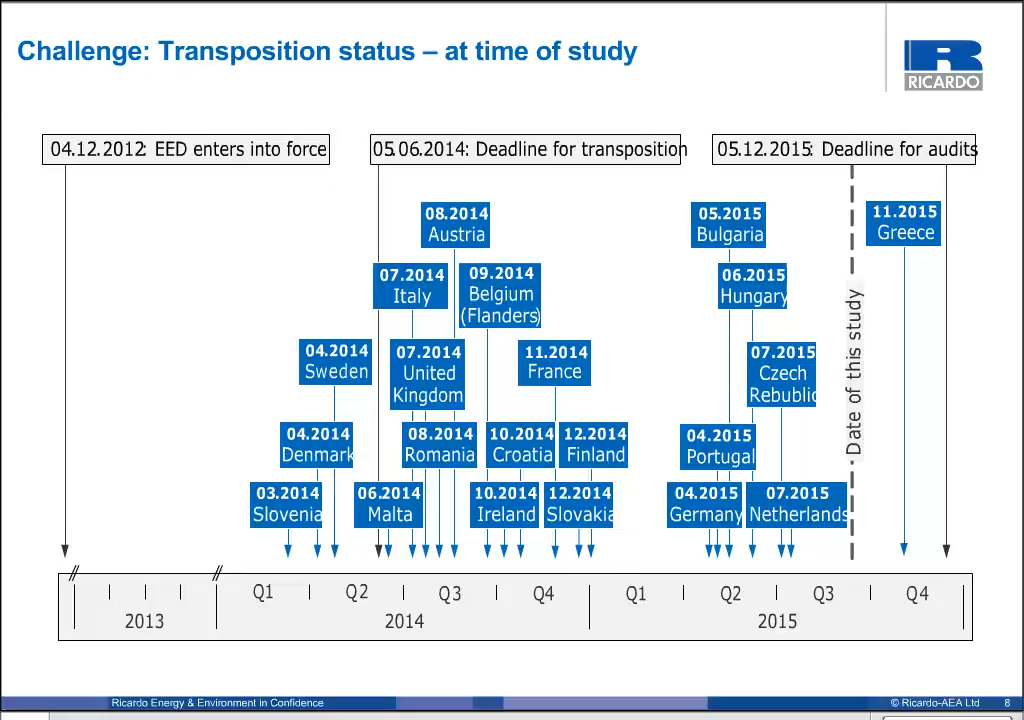 Challenge: Transposition status – at time of study
RICARDO
04.12.2012: EED enters into force
05.06.2014: Deadline for transposition
05.12.2015: Deadline for audits
08.2014
Austria
05.2015
Bulgaria
11.2015
Greece
07.2014
Italy
09.2014
Belgium
(Flanders)
06.2015
Hungary
Date of this study
04.2014
Sweden
07.2014
United
Kingdom
11.2014
France
07.2015
Czech
Rebublic
04.2014
Denmark
08.2014
Romania
10.2014
Croatia
12.2014
Finland
04.2015
Portugal
03.2014
Slovenia
06.2014
Malta
10.2014
Ireland
12.2014
Slovakia
04.2015
Germany
07.2015
Netherlands
Q1 Q2 Q3 Q4 Q1 Q2 Q3 Q4
2013 2014 2015
Ricardo Energy & Environment in Confidence
© Ricardo-AEA Ltd 8